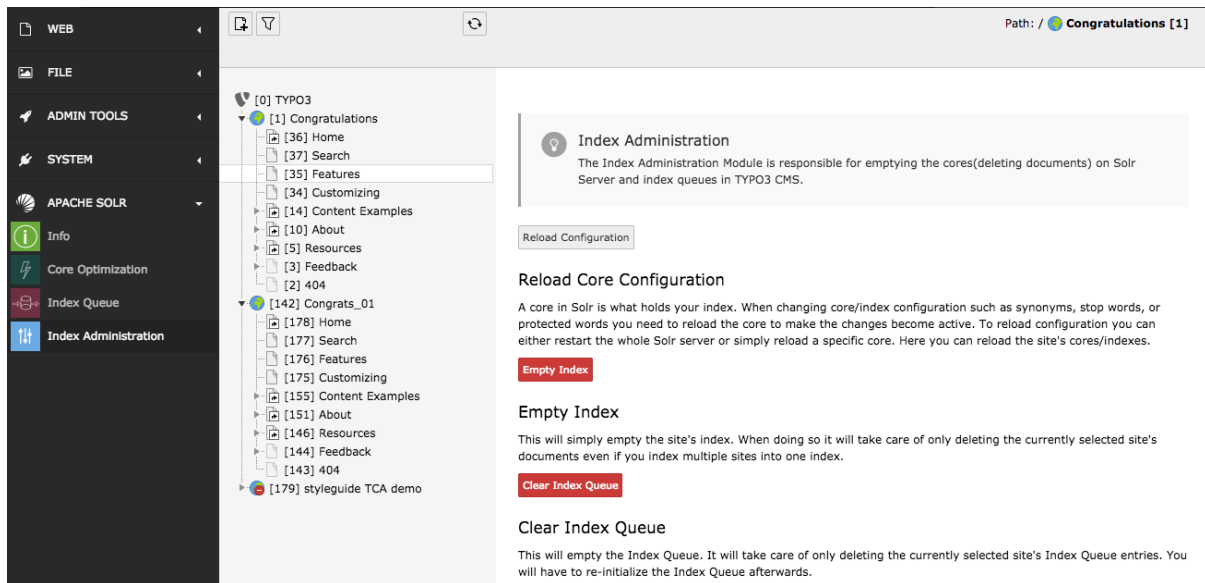 WEB
FILE
ADMIN TOOLS
SYSTEM
APACHE SOLR
Info
Core Optimization
Index Queue
Index Administration
[0] TYPO3
[1] Congratulations
[36] Home
[37] Search
[35] Features
[34] Customizing
[14] Content Examples
[10] About
[5] Resources
[3] Feedback
[2] 404
[142] Congrats_01
[178] Home
[177] Search
[176] Features
[175] Customizing
[155] Content Examples
[151] About
[146] Resources
[144] Feedback
[143] 404
[179] styleguide TCA demo
Path: / Congratulations [1]
Index Administration
The Index Administration Module is responsible for emptying the cores(deleting documents) on Solr
Server and index queues in TYPO3 CMS.
Reload Configuration
Reload Core Configuration
A core in Solr is what holds your index. When changing core/index configuration such as synonyms, stop words, or
protected words you need to reload the core to make the changes become active. To reload configuration you can
either restart the whole Solr server or simply reload a specific core. Here you can reload the site's cores/indexes.
Empty Index
Empty Index
This will simply empty the site's index. When doing so it will take care of only deleting the currently selected site's
documents even if you index multiple sites into one index.
Clear Index Queue
Clear Index Queue
This will empty the Index Queue. It will take care of only deleting the currently selected site's Index Queue entries. You
will have to re-initialize the Index Queue afterwards.